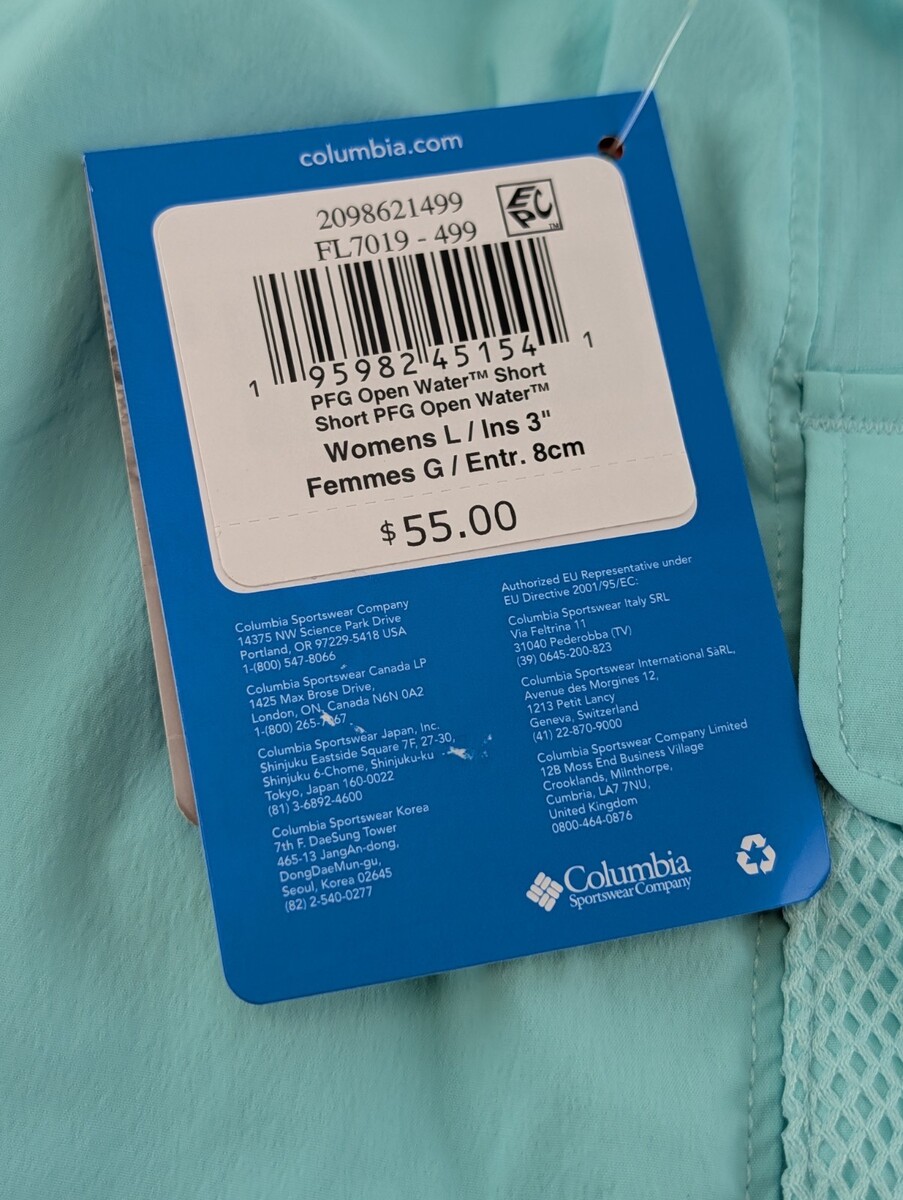 columbia.com
2098621499
FL7019 - 499
EPC™
1 95982 45154 1
PFG Open Water™ Short
Short PFG Open Water™
Womens L / Ins 3"
Femmes G / Entr. 8cm
$55.00
Columbia Sportswear Company
14375 NW Science Park Drive
Portland, OR 97229-5418 USA
1-(800) 547-8066
Columbia Sportswear Canada LP
1425 Max Brose Drive,
London, ON, Canada N6N 0A2
1-(800) 265-
Columbia Sportswear Japan, Inc.
Shinjuku Eastside Square 7F, 27-30,
Shinjuku 6-Chome, Shinjuku-ku
Tokyo, Japan 160-0022
(81) 3-6892-4600
Columbia Sportswear Korea
7th F. DaeSung Tower
465-13 JangAn-dong,
DongDaeMun-gu,
Seoul, Korea 02645
(82) 2-540-0277
Authorized EU Representative under
EU Directive 2001/95/EC:
Columbia Sportswear Italy SRL
Via Feltrina 11
31040 Pederobba (TV)
(39) 0645-200-823
Columbia Sportswear International SàRL,
Avenue des Morgines 12,
1213 Petit Lancy
Geneva, Switzerland
(41) 22-870-9000
Columbia Sportswear Company Limited
12B Moss End Business Village
Crooklands, Milnthorpe,
Cumbria, LA7 7NU,
United Kingdom
0800-464-0876
Columbia
Sportswear Company